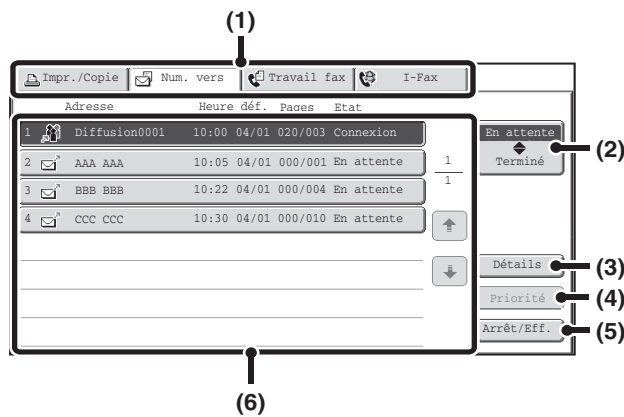 (1)
Impr./Copie Num. vers Travail fax I-Fax
Adresse Heure déf. Pages Etat
1 Diffusion0001 10:00 04/01 020/003 Connexion
2 AAA AAA 10:05 04/01 000/001 En attente
3 BBB BBB 10:22 04/01 000/004 En attente
4 CCC CCC 10:30 04/01 000/010 En attente
1
1
En attente
Terminé
(2)
Détails (3)
Priorité (4)
Arrêt/Eff. (5)
(6)